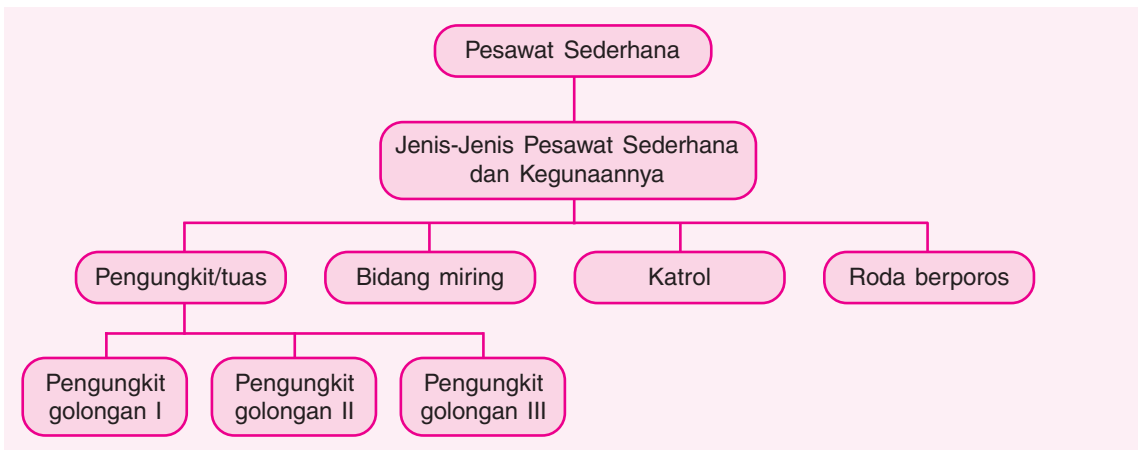 Pesawat Sederhana
Jenis-Jenis Pesawat Sederhana
dan Kegunaannya
Pengungkit/tuas
Bidang miring
Katrol
Roda berporos
Pengungkit
golongan I
Pengungkit
golongan II
Pengungkit
golongan III